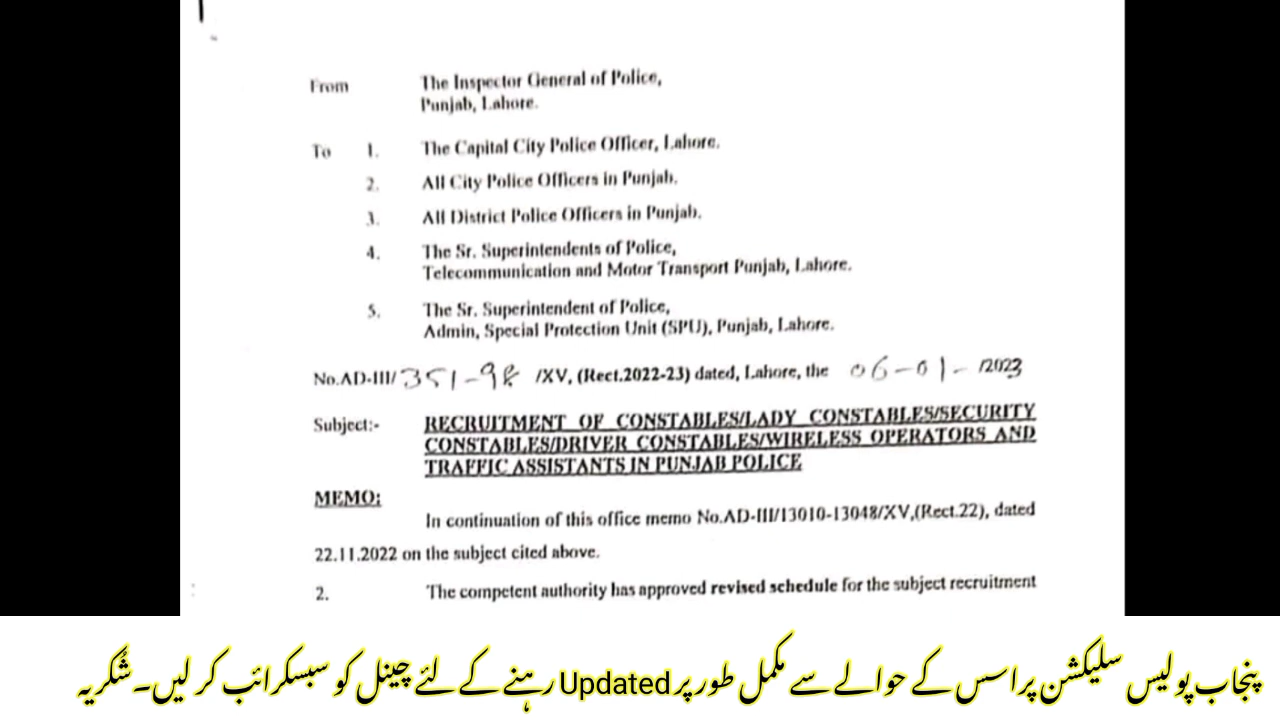 From The Inspector General of Police,
Punjab, Lahore.
To 1. The Capital City Police Officer, Lahore.
2. All City Police Officers in Punjab.
3. All District Police Officers in Punjab.
4. The Sr. Superintendents of Police,
Telecommunication and Motor Transport Punjab, Lahore.
5. The Sr. Superintendent of Police,
Admin, Special Protection Unit (SPU), Punjab, Lahore.
No.AD-III/351-98 /XV, (Rect.2022-23) dated, Lahore, the 06-01-/2023
Subject:- RECRUITMENT OF CONSTABLES/LADY CONSTABLES/SECURITY
CONSTABLES/DRIVER CONSTABLES/WIRELESS OPERATORS AND
TRAFFIC ASSISTANTS IN PUNJAB POLICE
MEMO:
In continuation of this office memo No.AD-III/13010-13048/XV,(Rect.22), dated
22.11.2022 on the subject cited above.
2. The competent authority has approved revised schedule for the subject recruitment
پنجاب پولیس سلیکشن پراسس کے حوالے سے مکمل طور پر Updated رہنے کے لئے چینل کو سبسکرائب کر لیں۔شُکریہ